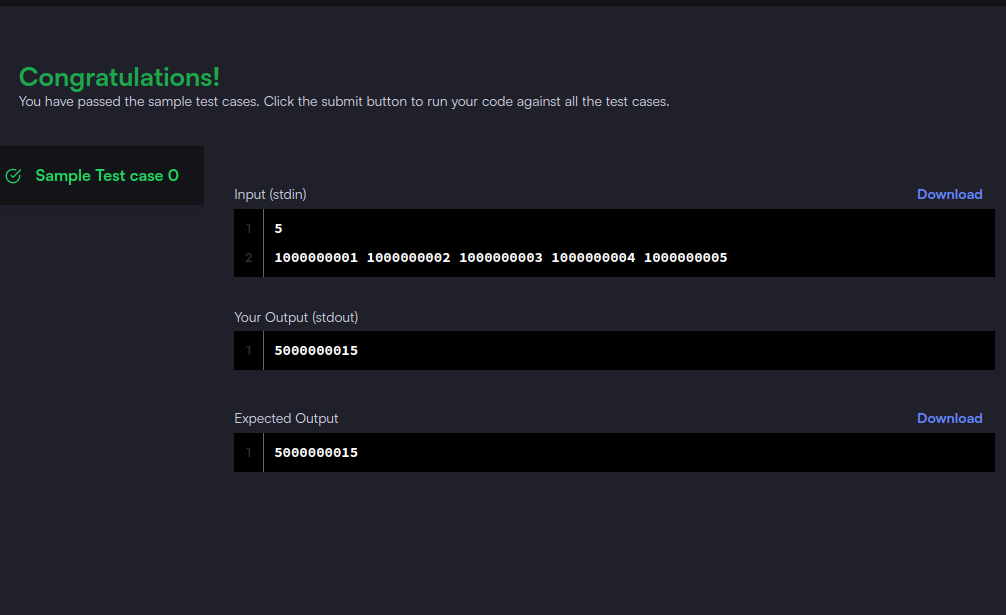 Congratulations!
You have passed the sample test cases. Click the submit button to run your code against all the test cases.
Sample Test case 0
Input (stdin)
Download
1 5
2 1000000001 1000000002 1000000003 1000000004 1000000005
Your Output (stdout)
1 5000000015
Expected Output
Download
1 5000000015